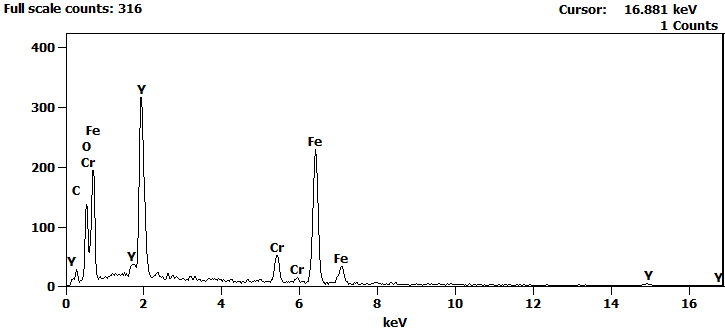 Full scale counts: 316
Cursor: 16.881 keV
1 Counts
400
300
200
100
0
Y
C
Fe
O
Cr
Y
Y
Cr
Cr
Fe
Fe
Y
Y
0 2 4 6 8 10 12 14 16
keV